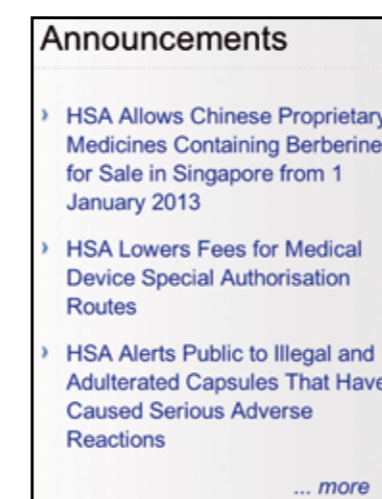 Announcements
HSA Allows Chinese Proprietary
Medicines Containing Berberine
for Sale in Singapore from 1
January 2013
HSA Lowers Fees for Medical
Device Special Authorisation
Routes
HSA Alerts Public to Illegal and
Adulterated Capsules That Have
Caused Serious Adverse
Reactions
... more